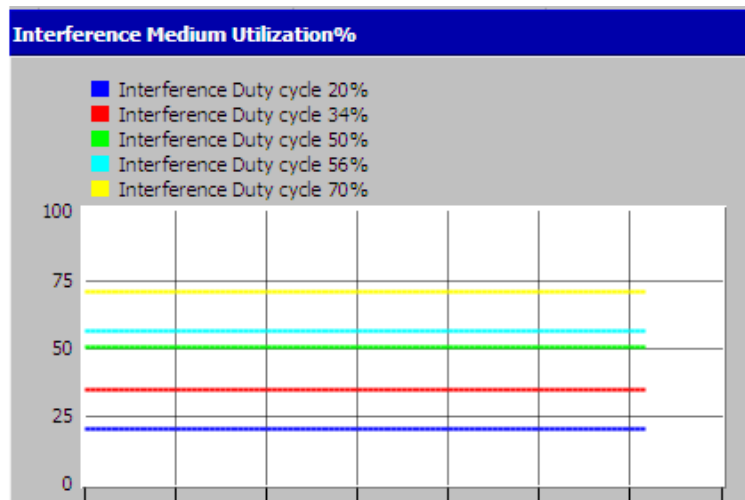 Interference Medium Utilization%
Interference Duty cycle 20%
Interference Duty cycle 34%
Interference Duty cycle 50%
Interference Duty cycle 56%
Interference Duty cycle 70%
100
75
50
25
0